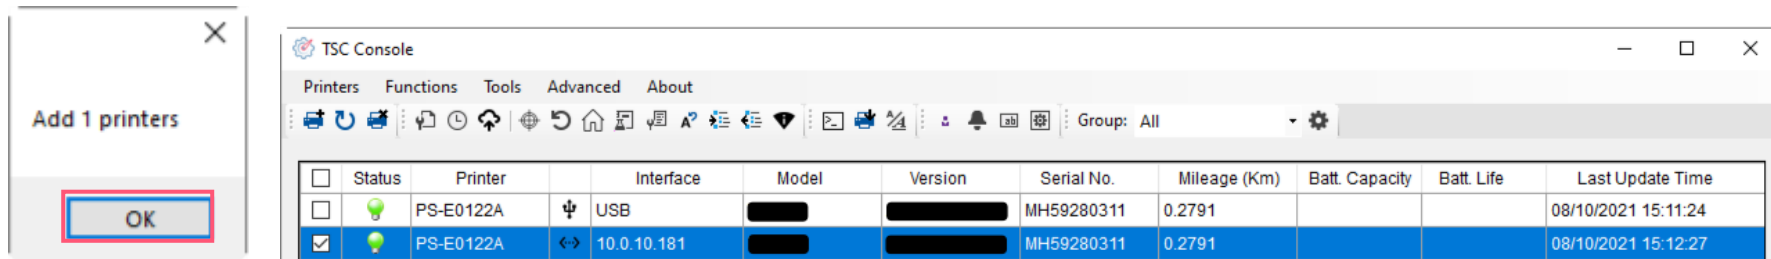 Add 1 printers
OK
TSC Console
Printers Functions Tools Advanced About
Group: All
Status Printer Interface Model Version Serial No. Mileage (Km) Batt. Capacity Batt. Life Last Update Time
PS-E0122A USB MH59280311 0.2791 08/10/2021 15:11:24
PS-E0122A 10.0.10.181 MH59280311 0.2791 08/10/2021 15:12:27